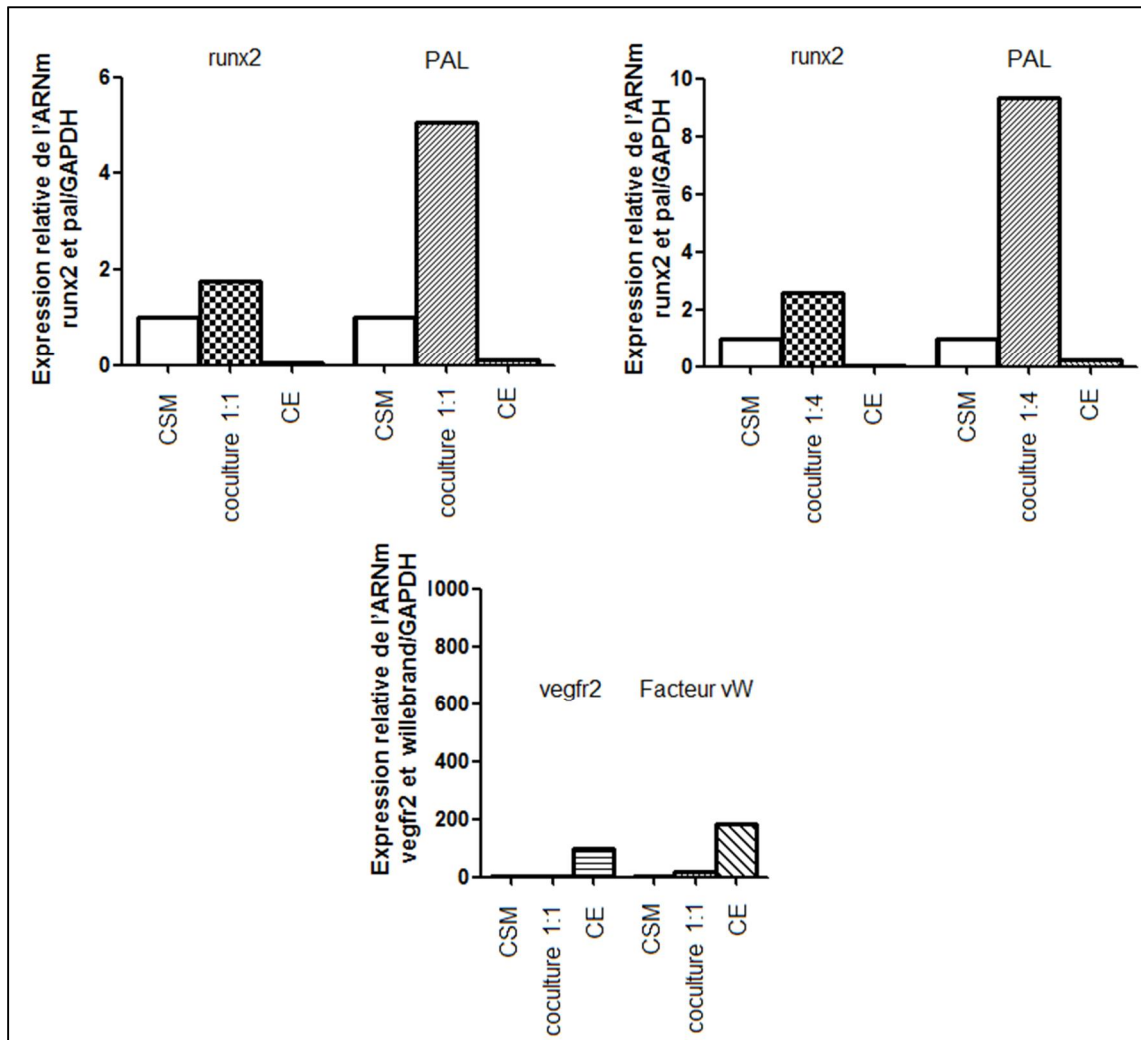 runx2 PAL
Expression relative de l'ARNm
runx2 et pal/GAPDH
6
4
2
0
CSM
coculture 1:1
CE
CSM
coculture 1:1
CE
runx2 PAL
Expression relative de l'ARNm
runx2 et pal/GAPDH
10
8
6
4
2
0
CSM
coculture 1:4
CE
CSM
coculture 1:4
CE
Expression relative de l'ARNm
vegfr2 et willebrand/GAPDH
1000
800
600
400
200
0
vegfr2 Facteur vW
CSM
coculture 1:1
CE
CSM
coculture 1:1
CE